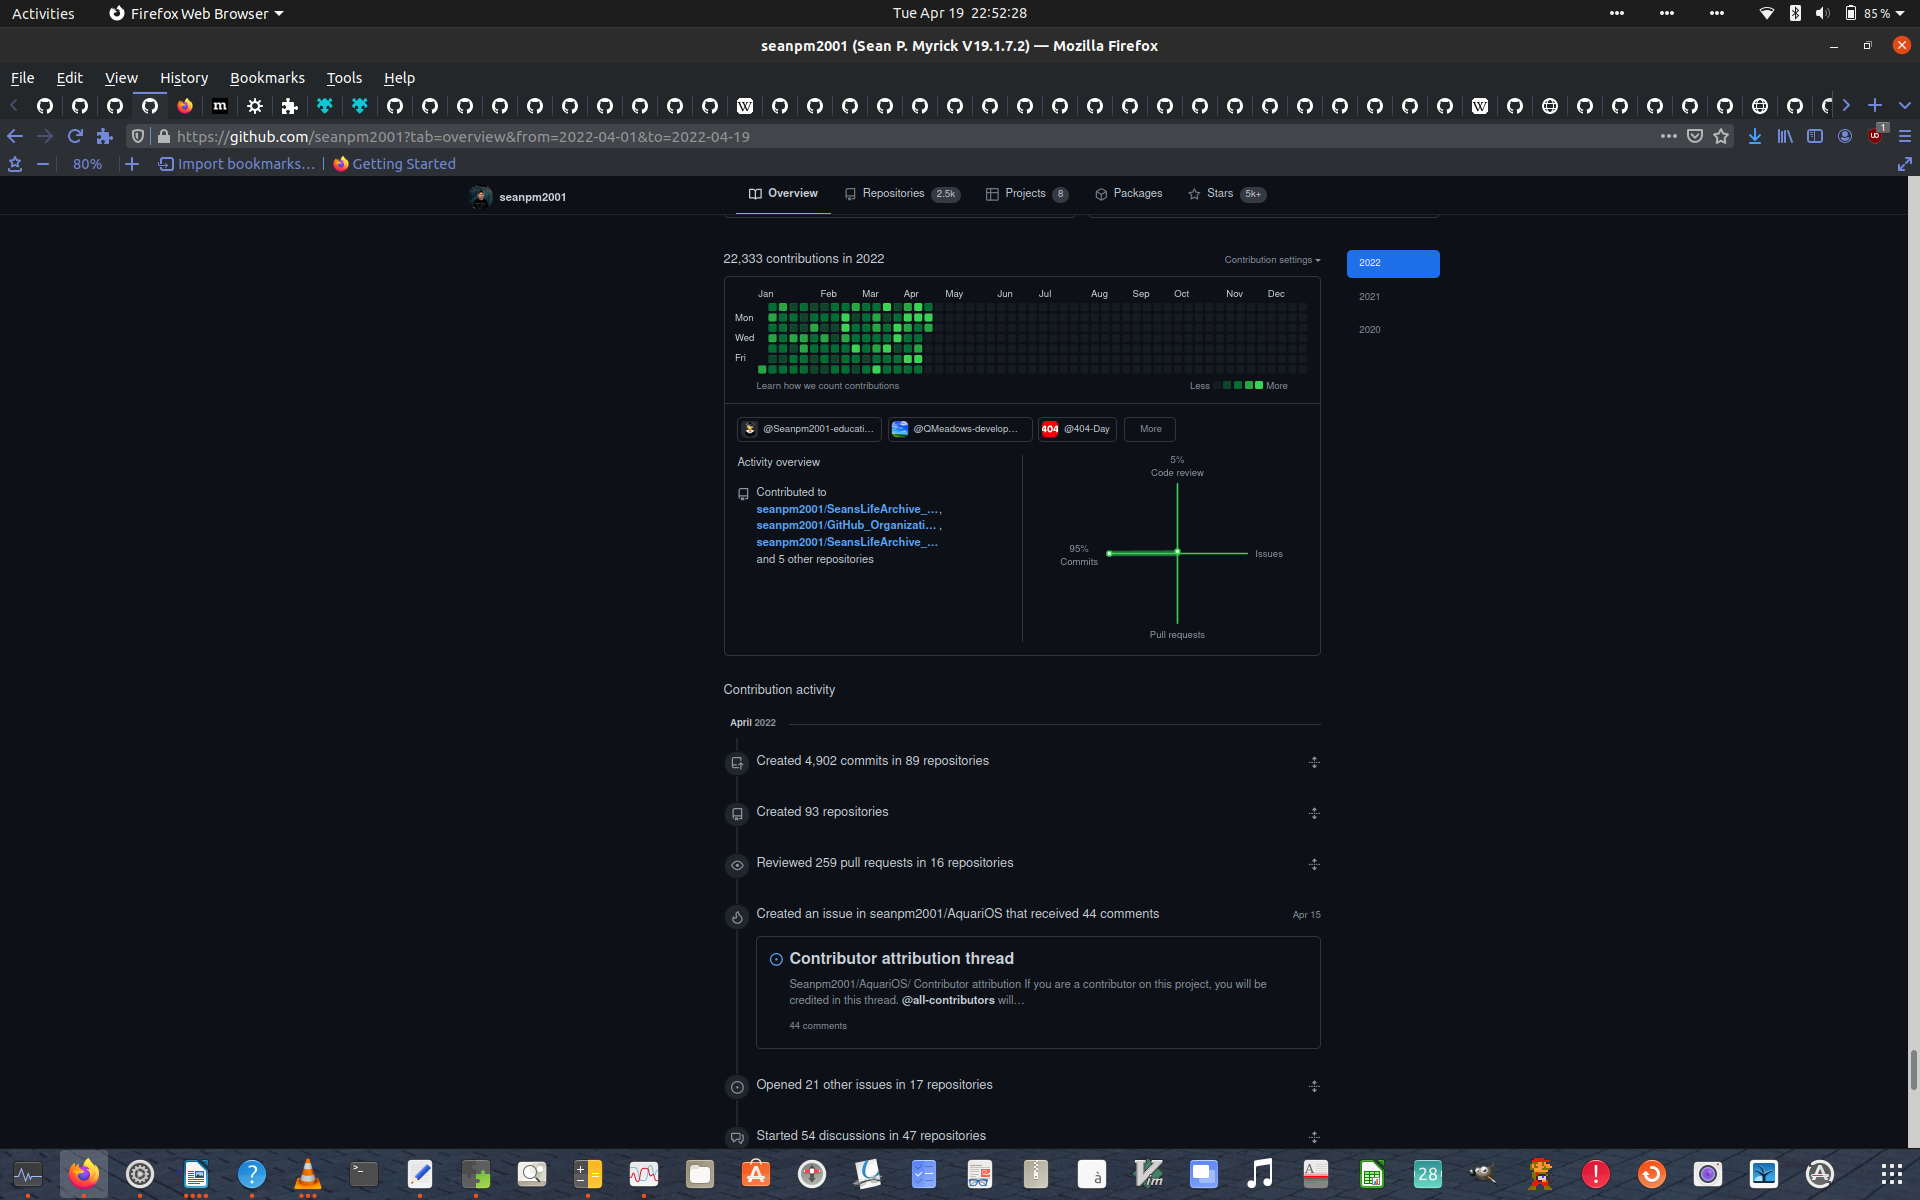 Activities
Firefox Web Browser
Tue Apr 19 22:52:28
85 %
seanpm2001 (Sean P. Myrick V19.1.7.2) — Mozilla Firefox
File Edit View History Bookmarks Tools Help
https://github.com/seanpm2001?tab=overview&from=2022-04-01&to=2022-04-19
1
80%
Import bookmarks…
Getting Started
seanpm2001
Overview
Repositories 2.5k
Projects 8
Packages
Stars 5k+
22,333 contributions in 2022
Contribution settings
2022
2021
2020
Jan Feb Mar Apr May Jun Jul Aug Sep Oct Nov Dec
Mon
Wed
Fri
Learn how we count contributions
Less More
@Seanpm2001-educati…
@QMeadows-develop…
404 @404-Day
More
Activity overview
Contributed to
seanpm2001/SeansLifeArchive_…,
seanpm2001/GitHub_Organizati… ,
seanpm2001/SeansLifeArchive_…
and 5 other repositories
5%
Code review
95%
Commits
Issues
Pull requests
Contribution activity
April 2022
Created 4,902 commits in 89 repositories
Created 93 repositories
Reviewed 259 pull requests in 16 repositories
Created an issue in seanpm2001/AquariOS that received 44 comments
Apr 15
Contributor attribution thread
Seanpm2001/AquariOS/ Contributor attribution If you are a contributor on this project, you will be
credited in this thread. @all-contributors will…
44 comments
Opened 21 other issues in 17 repositories
Started 54 discussions in 47 repositories
28